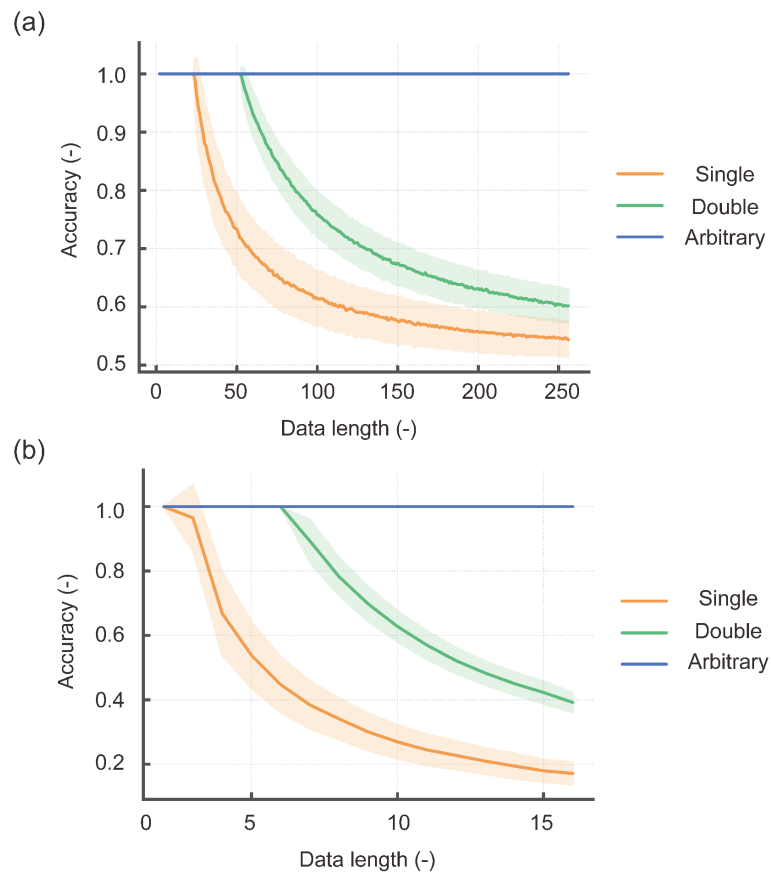 (a)
1.0
0.9
0.8
0.7
0.6
0.5
Accuracy (-)
0 50 100 150 200 250
Data length (-)
Single
Double
Arbitrary
(b)
1.0
0.8
0.6
0.4
0.2
Accuracy (-)
0 5 10 15
Data length (-)
Single
Double
Arbitrary